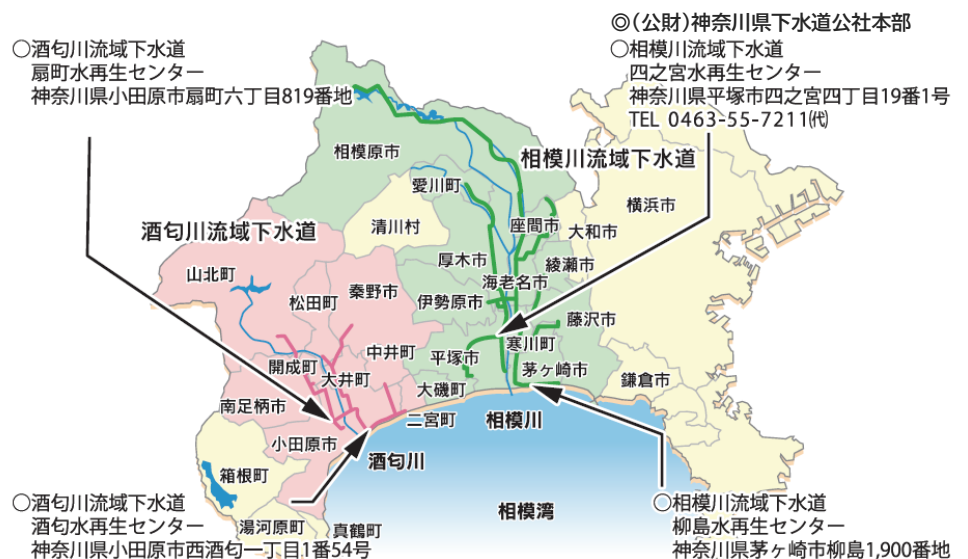 ◎(公財)神奈川県下水道公社本部
○相模川流域下水道
四之宮水再生センター
神奈川県平塚市四之宮四丁目19番1号
TEL 0463-55-7211㈹
○酒匂川流域下水道
扇町水再生センター
神奈川県小田原市扇町六丁目819番地
相模原市
相模川流域下水道
愛川町
横浜市
清川村
座間市
大和市
酒匂川流域下水道
厚木市
綾瀬市
山北町
海老名市
秦野市
松田町
伊勢原市
藤沢市
寒川町
中井町
平塚市
開成町
茅ヶ崎市
大井町
鎌倉市
大磯町
南足柄市
二宮町
相模川
小田原市
酒匂川
箱根町
相模湾
湯河原町
真鶴町
○酒匂川流域下水道
酒匂水再生センター
神奈川県小田原市西酒匂一丁目1番54号
○相模川流域下水道
柳島水再生センター
神奈川県茅ヶ崎市柳島1,900番地